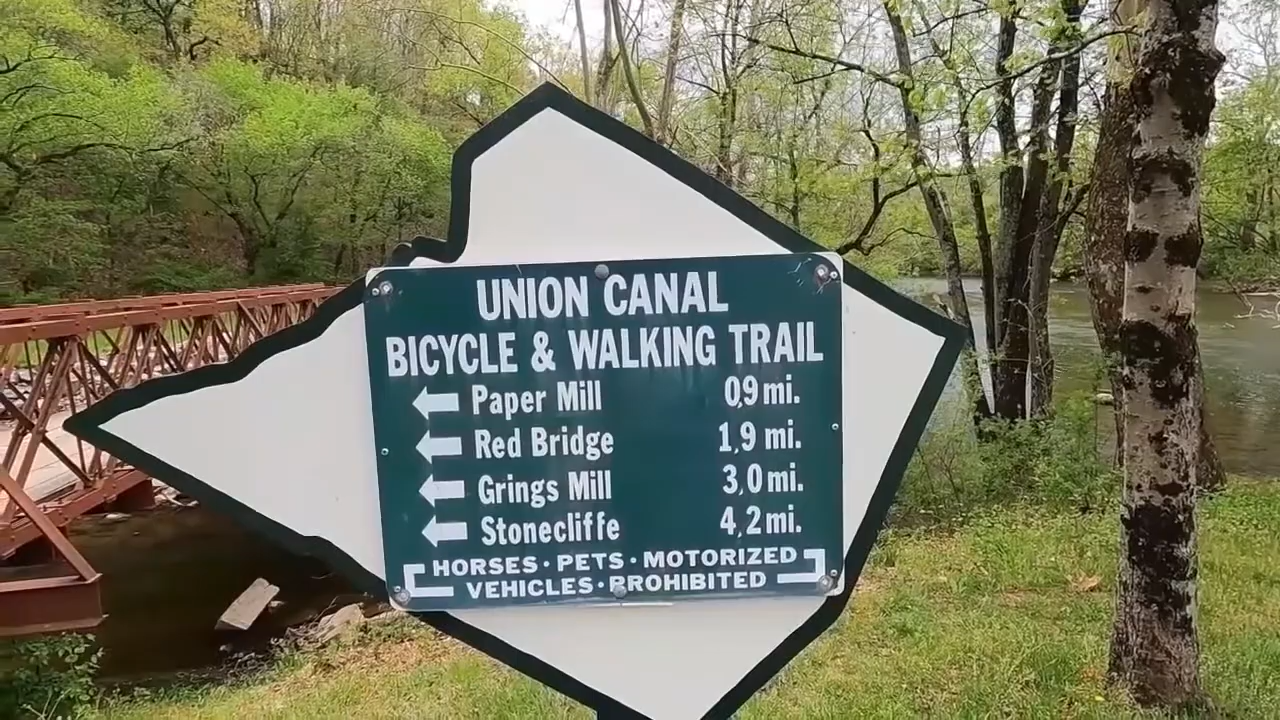 UNION CANAL
BICYCLE & WALKING TRAIL
Paper Mill 0,9 mi.
Red Bridge 1,9 mi.
Grings Mill 3,0 mi.
Stonecliffe 4,2 mi.
HORSES · PETS · MOTORIZED
VEHICLES · PROHIBITED